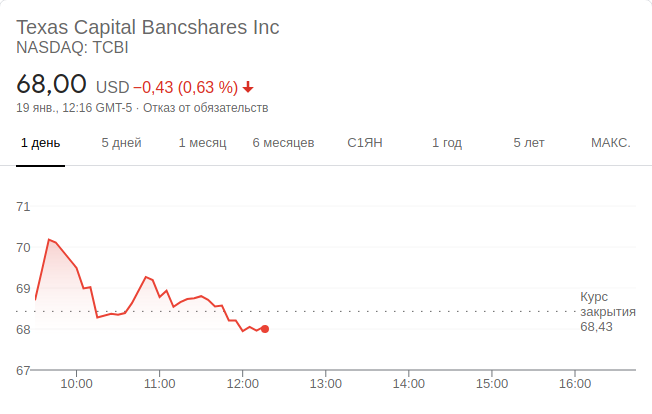 Texas Capital Bancshares Inc
NASDAQ: TCBI
68,00 USD −0,43 (0,63 %)
19 янв., 12:16 GMT-5 · Отказ от обязательств
1 день 5 дней 1 месяц 6 месяцев С1ЯН 1 год 5 лет МАКС.
71
70
69
68
67
Курс
закрытия
68,43
10:00 11:00 12:00 13:00 14:00 15:00 16:00